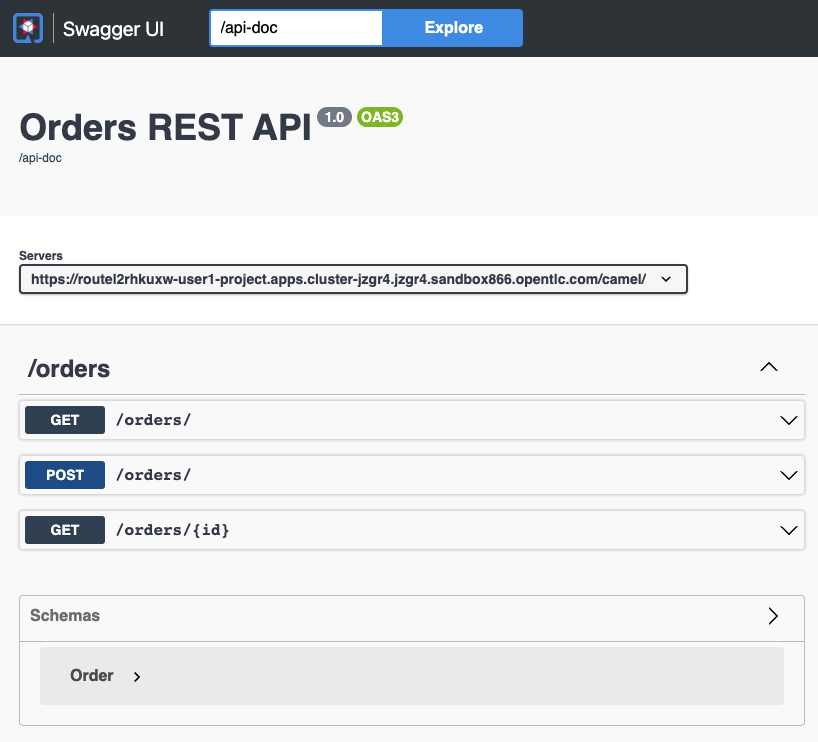 Swagger UI
/api-doc
Explore
Orders REST API 1.0 OAS3
/api-doc
Servers
https://routel2rhkuxw-user1-project.apps.cluster-jzgr4.jzgr4.sandbox866.opentlc.com/camel/
/orders
GET /orders/
POST /orders/
GET /orders/{id}
Schemas
Order